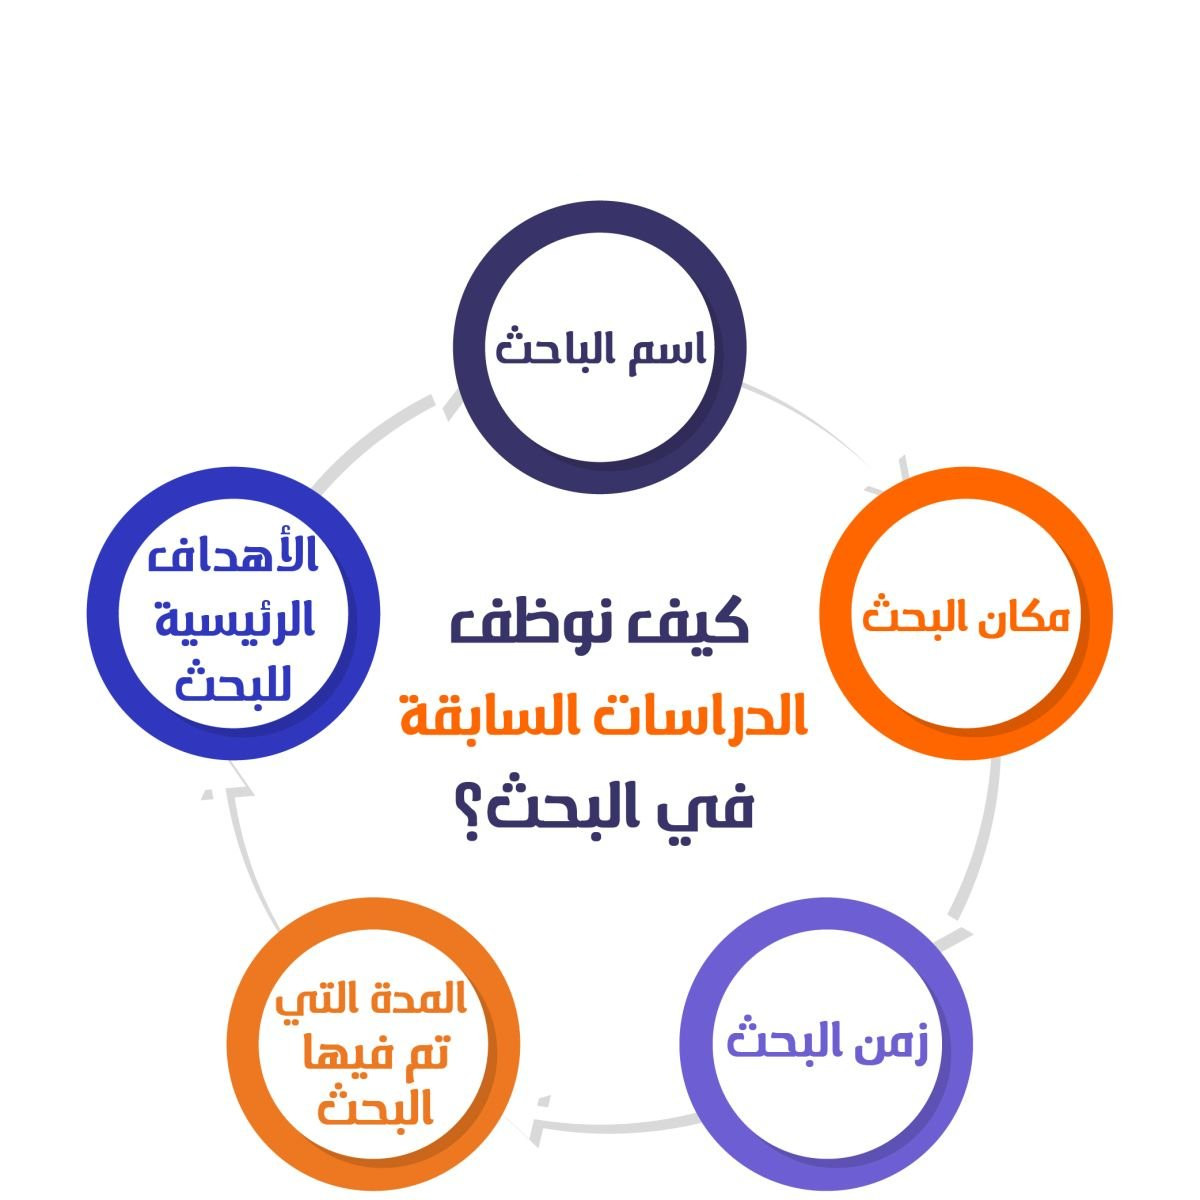 كيف نوظف
الدراسات السابقة
في البحث؟
اسم الباحث
مكان البحث
زمن البحث
المدة التي
تم فيها
البحث
الأهداف
الرئيسية
للبحث